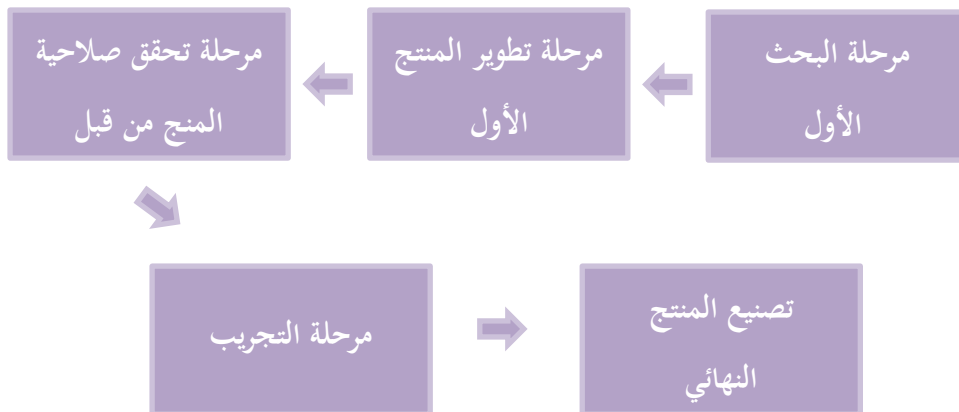 مرحلة البحث
الأول
مرحلة تطوير المنتج
الأول
مرحلة تحقق صلاحية
المنج من قبل
مرحلة التجريب
تصنيع المنتج
النهائي